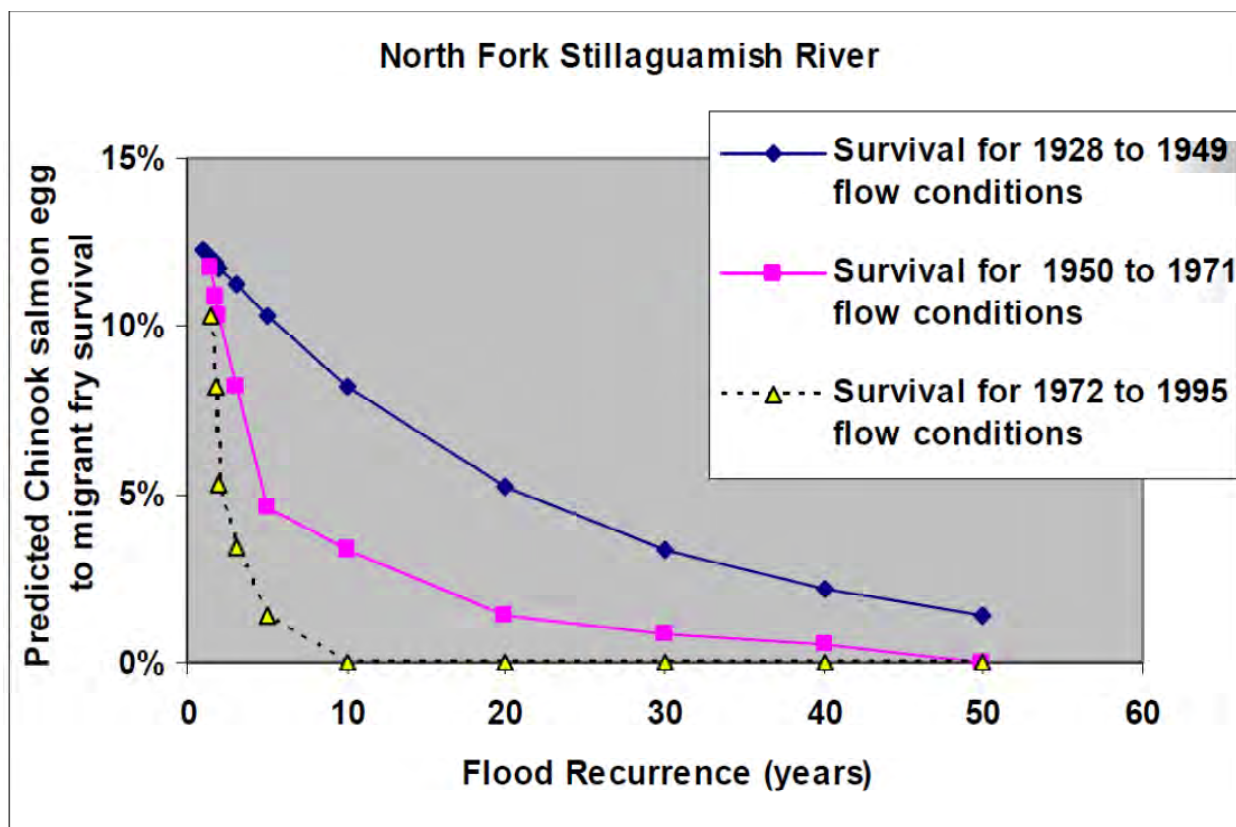 North Fork Stillaguamish River
Survival for 1928 to 1949
flow conditions
Survival for 1950 to 1971
flow conditions
Survival for 1972 to 1995
flow conditions
Predicted Chinook salmon egg
to migrant fry survival
15%
10%
5%
0%
0 10 20 30 40 50 60
Flood Recurrence (years)